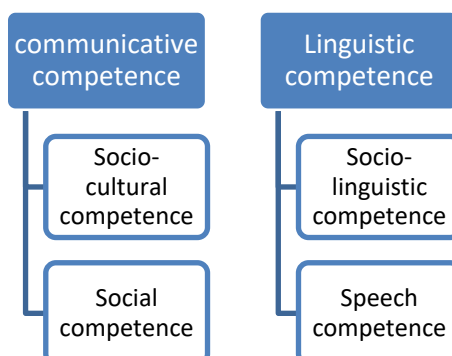 communicative
competence
Socio-
cultural
competence
Social
competence
Linguistic
competence
Socio-
linguistic
competence
Speech
competence